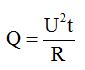 Q = U²t / R